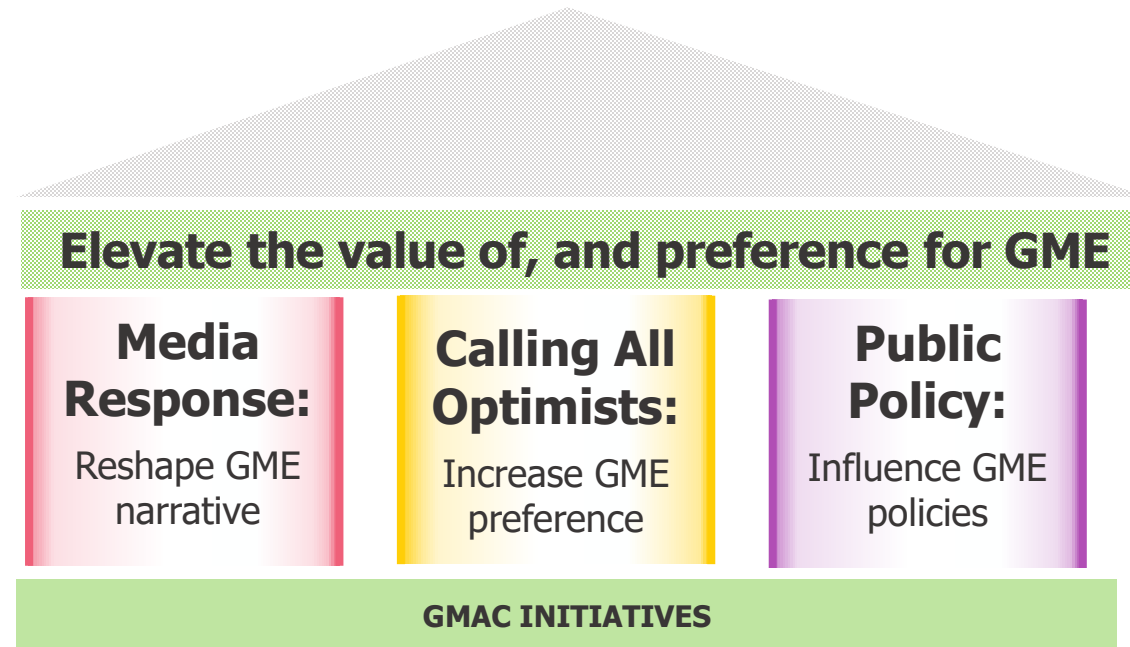 Elevate the value of, and preference for GME
Media
Response:
Reshape GME
narrative
Calling All
Optimists:
Increase GME
preference
Public
Policy:
Influence GME
policies
GMAC INITIATIVES